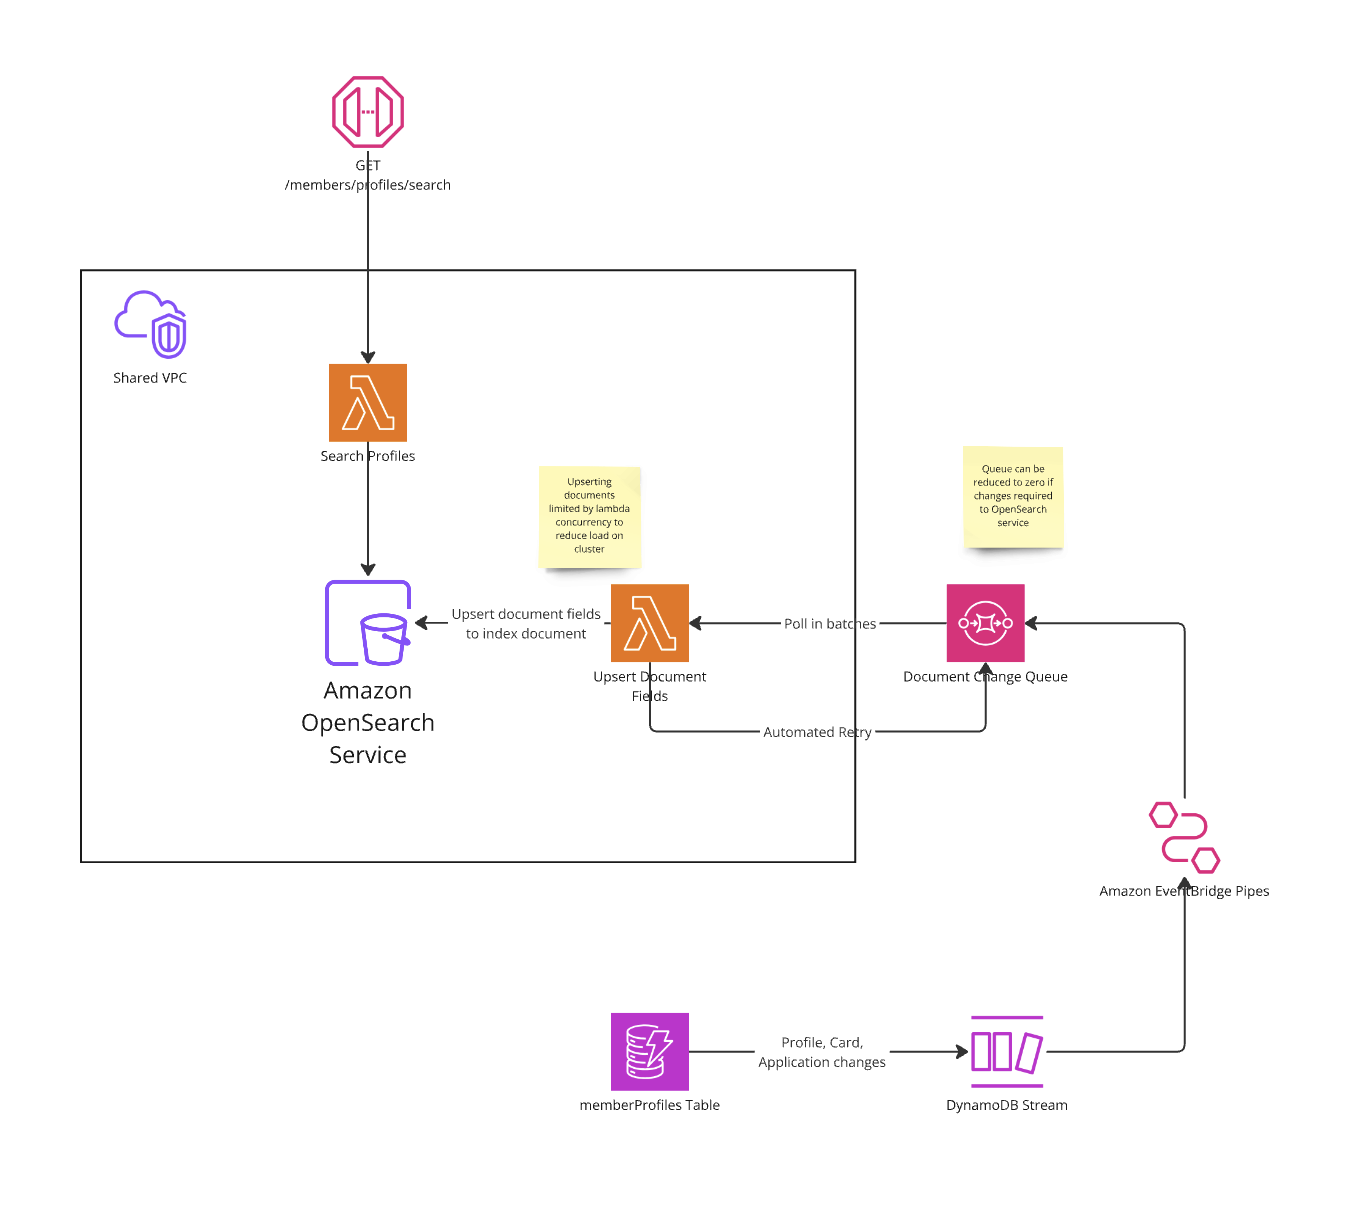 GET
/members/profiles/search
Shared VPC
Search Profiles
Upserting
documents
limited by lambda
concurrency to
reduce load on
cluster
Queue can be
reduced to zero if
changes required
to OpenSearch
service
Upsert document fields
to index document
Poll in batches
Amazon
OpenSearch
Service
Upsert Document
Fields
Document Change Queue
Automated Retry
Amazon EventBridge Pipes
Profile, Card,
Application changes
memberProfiles Table
DynamoDB Stream